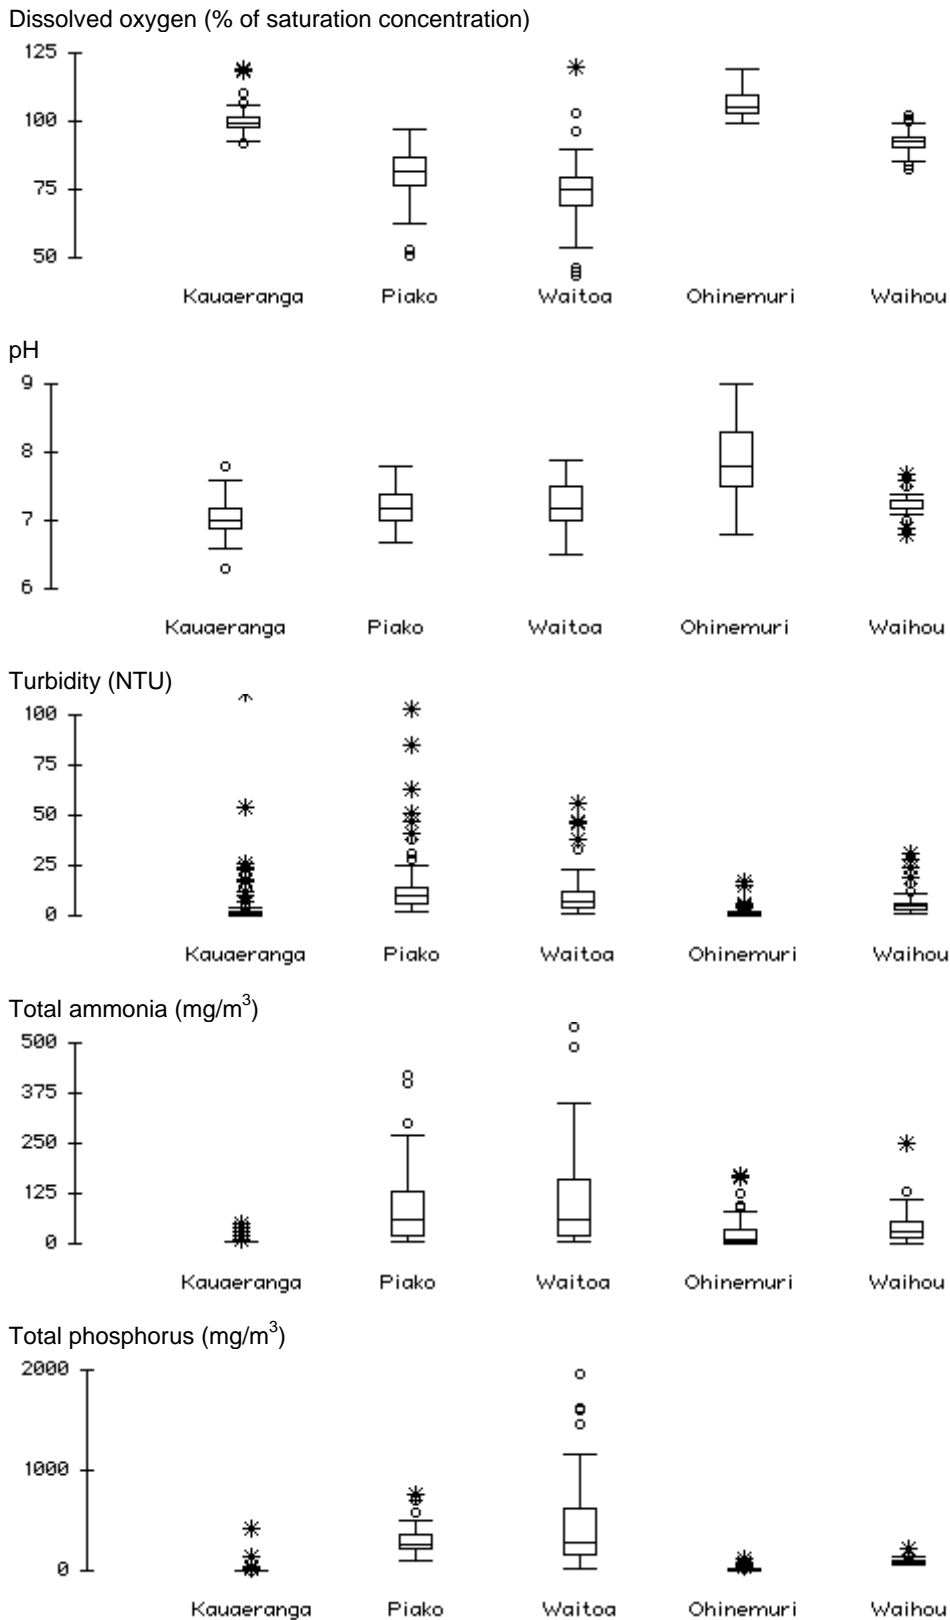 Dissolved oxygen (% of saturation concentration)
125
100
75
50
Kauaeranga Piako Waitoa Ohinemuri Waihou
pH
9
8
7
6
Kauaeranga Piako Waitoa Ohinemuri Waihou
Turbidity (NTU)
100
75
50
25
0
Kauaeranga Piako Waitoa Ohinemuri Waihou
Total ammonia (mg/m³)
500
375
250
125
0
Kauaeranga Piako Waitoa Ohinemuri Waihou
Total phosphorus (mg/m³)
2000
1000
0
Kauaeranga Piako Waitoa Ohinemuri Waihou